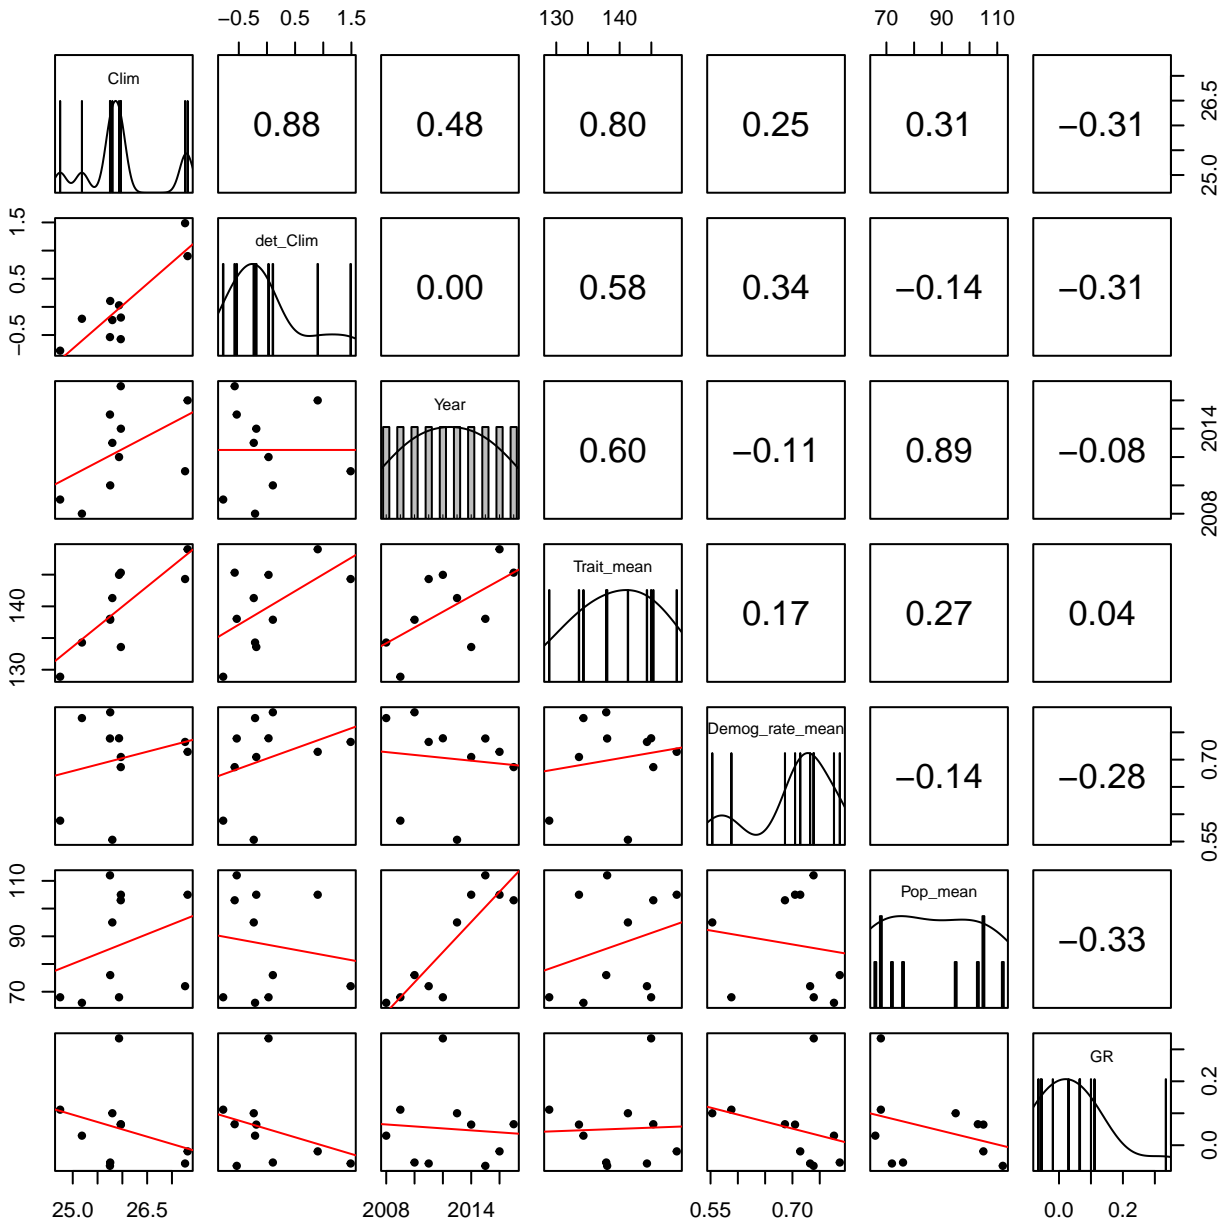 −0.5 0.5 1.5 130 140 70 90 110
Clim 0.88 0.48 0.80 0.25 0.31 −0.31 25.0 26.5
−0.5 0.5 1.5 det_Clim 0.00 0.58 0.34 −0.14 −0.31
Year 0.60 −0.11 0.89 −0.08 2008 2014
130 140 Trait_mean 0.17 0.27 0.04
Demog_rate_mean −0.14 −0.28 0.55 0.70
70 90 110 Pop_mean −0.33
GR 0.0 0.2
25.0 26.5 2008 2014 0.55 0.70 0.0 0.2